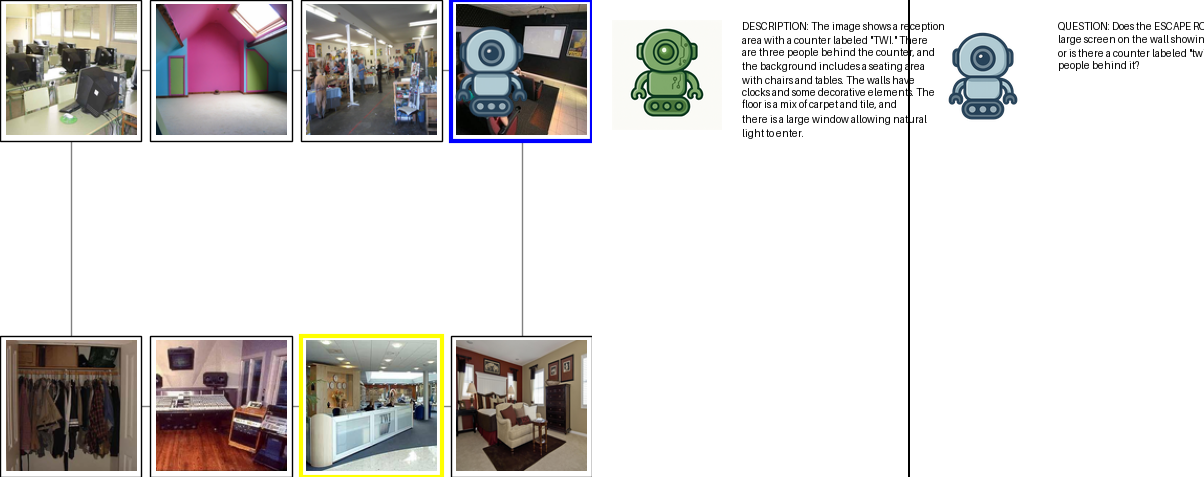 DESCRIPTION: The image shows a reception
area with a counter labeled "TWI." There
are three people behind the counter, and
the background includes a seating area
with chairs and tables. The walls have
clocks and some decorative elements. The
floor is a mix of carpet and tile, and
there is a large window allowing natural
light to enter.
QUESTION: Does the ESCAPE RO
large screen on the wall showin
or is there a counter labeled "tw
people behind it?
TWI